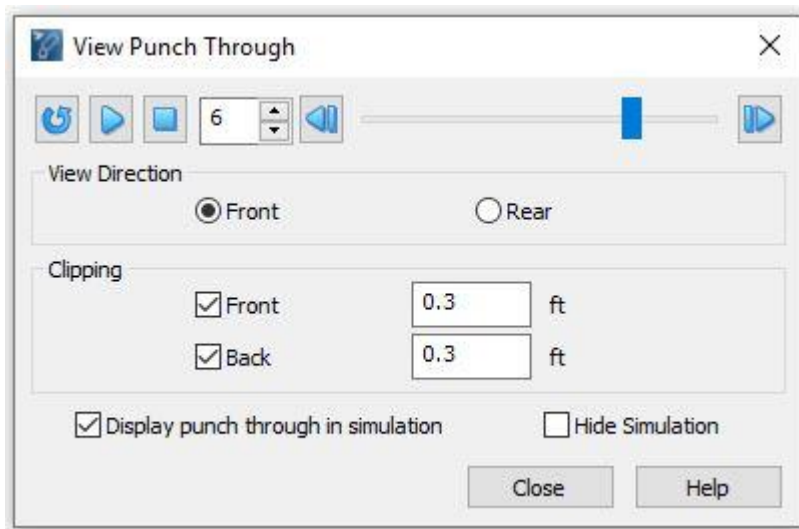 View Punch Through
6
View Direction
Front Rear
Clipping
Front 0.3 ft
Back 0.3 ft
Display punch through in simulation Hide Simulation
Close Help